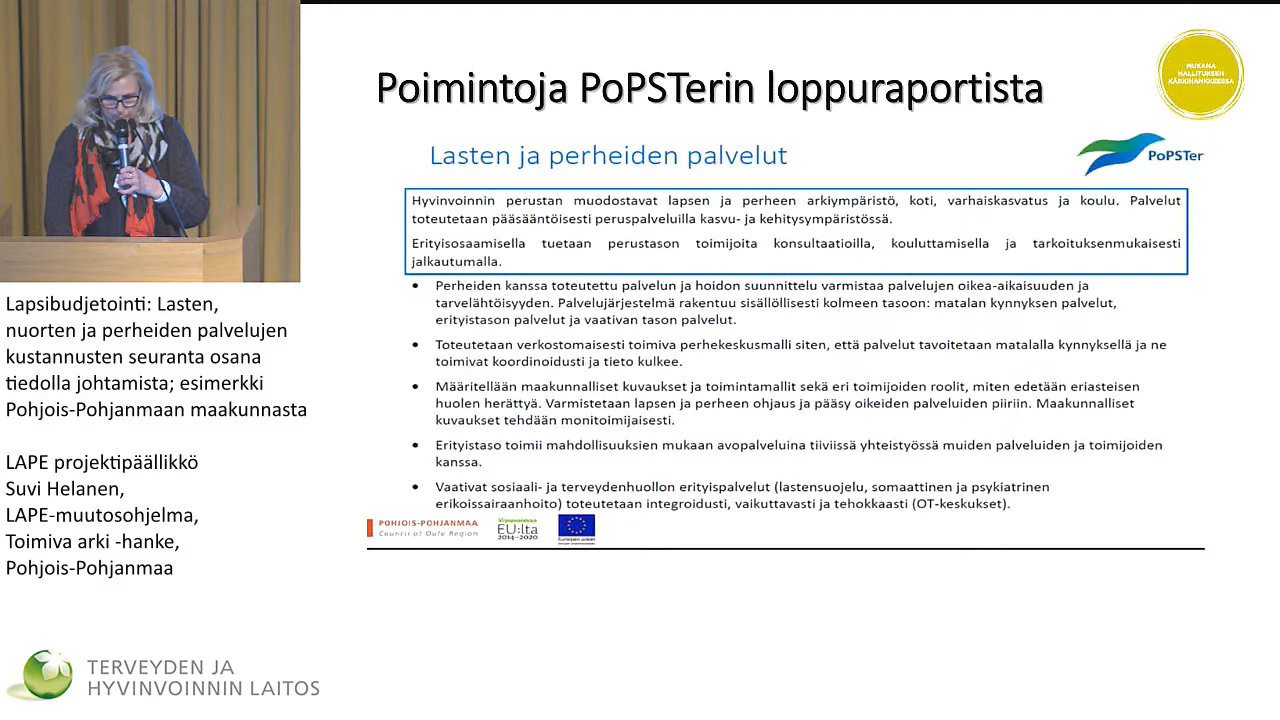 Poimintoja PoPSTerin loppuraportista
MUKANA
HALLITUKSEN
KÄRKIHANKKEESSA
Lasten ja perheiden palvelut
PoPSTer
Hyvinvoinnin perustan muodostavat lapsen ja perheen arkiympäristö, koti, varhaiskasvatus ja koulu. Palvelut
toteutetaan pääsääntöisesti peruspalveluilla kasvu- ja kehitysympäristössä.
Erityisosaamisella tuetaan perustason toimijoita konsultaatioilla, kouluttamisella ja tarkoituksenmukaisesti
jalkautumalla.
• Perheiden kanssa toteutettu palvelun ja hoidon suunnittelu varmistaa palvelujen oikea-aikaisuuden ja
tarvelähtöisyyden. Palvelujärjestelmä rakentuu sisällöllisesti kolmeen tasoon: matalan kynnyksen palvelut,
erityistason palvelut ja vaativan tason palvelut.
• Toteutetaan verkostomaisesti toimiva perhekeskusmalli siten, että palvelut tavoitetaan matalalla kynnyksellä ja ne
toimivat koordinoidusti ja tieto kulkee.
• Määritellään maakunnalliset kuvaukset ja toimintamallit sekä eri toimijoiden roolit, miten edetään eriasteisen
huolen herättyä. Varmistetaan lapsen ja perheen ohjaus ja pääsy oikeiden palveluiden piiriin. Maakunnalliset
kuvaukset tehdään monitoimijaisesti.
• Erityistaso toimii mahdollisuuksien mukaan avopalveluina tiiviissä yhteistyössä muiden palveluiden ja toimijoiden
kanssa.
• Vaativat sosiaali- ja terveydenhuollon erityispalvelut (lastensuojelu, somaattinen ja psykiatrinen
erikoissairaanhoito) toteutetaan integroidusti, vaikuttavasti ja tehokkaasti (OT-keskukset).
POHJOIS-POHJANMAA
Council of Oulu Region
Vipuvoimaa
EU:lta
2014–2020
Lapsibudjetointi: Lasten,
nuorten ja perheiden palvelujen
kustannusten seuranta osana
tiedolla johtamista; esimerkki
Pohjois-Pohjanmaan maakunnasta
LAPE projektipäällikkö
Suvi Helanen,
LAPE-muutosohjelma,
Toimiva arki -hanke,
Pohjois-Pohjanmaa
TERVEYDEN JA
HYVINVOINNIN LAITOS